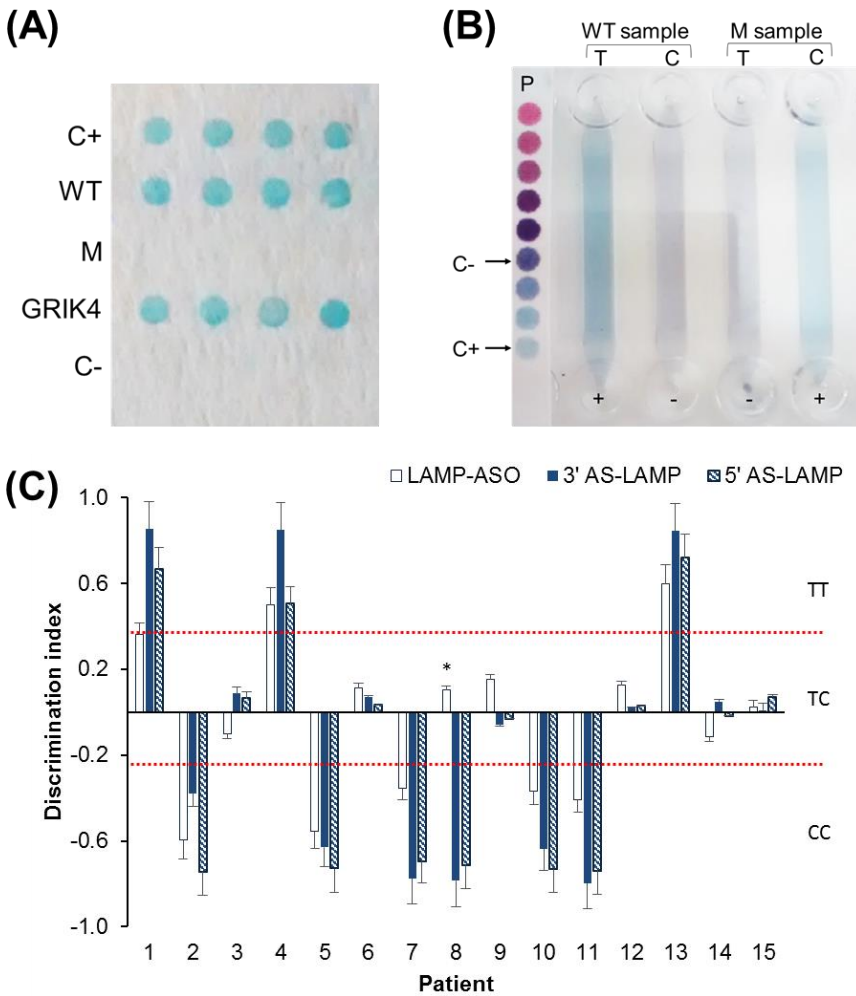 (A)
C+
WT
M
GRIK4
C-
(B)
WT sample
M sample
T
C
T
C
P
C-
C+
+
-
-
+
(C)
LAMP-ASO
3' AS-LAMP
5' AS-LAMP
1.0
0.6
0.2
-0.2
-0.6
-1.0
Discrimination index
*
TT
TC
CC
1 2 3 4 5 6 7 8 9 10 11 12 13 14 15
Patient